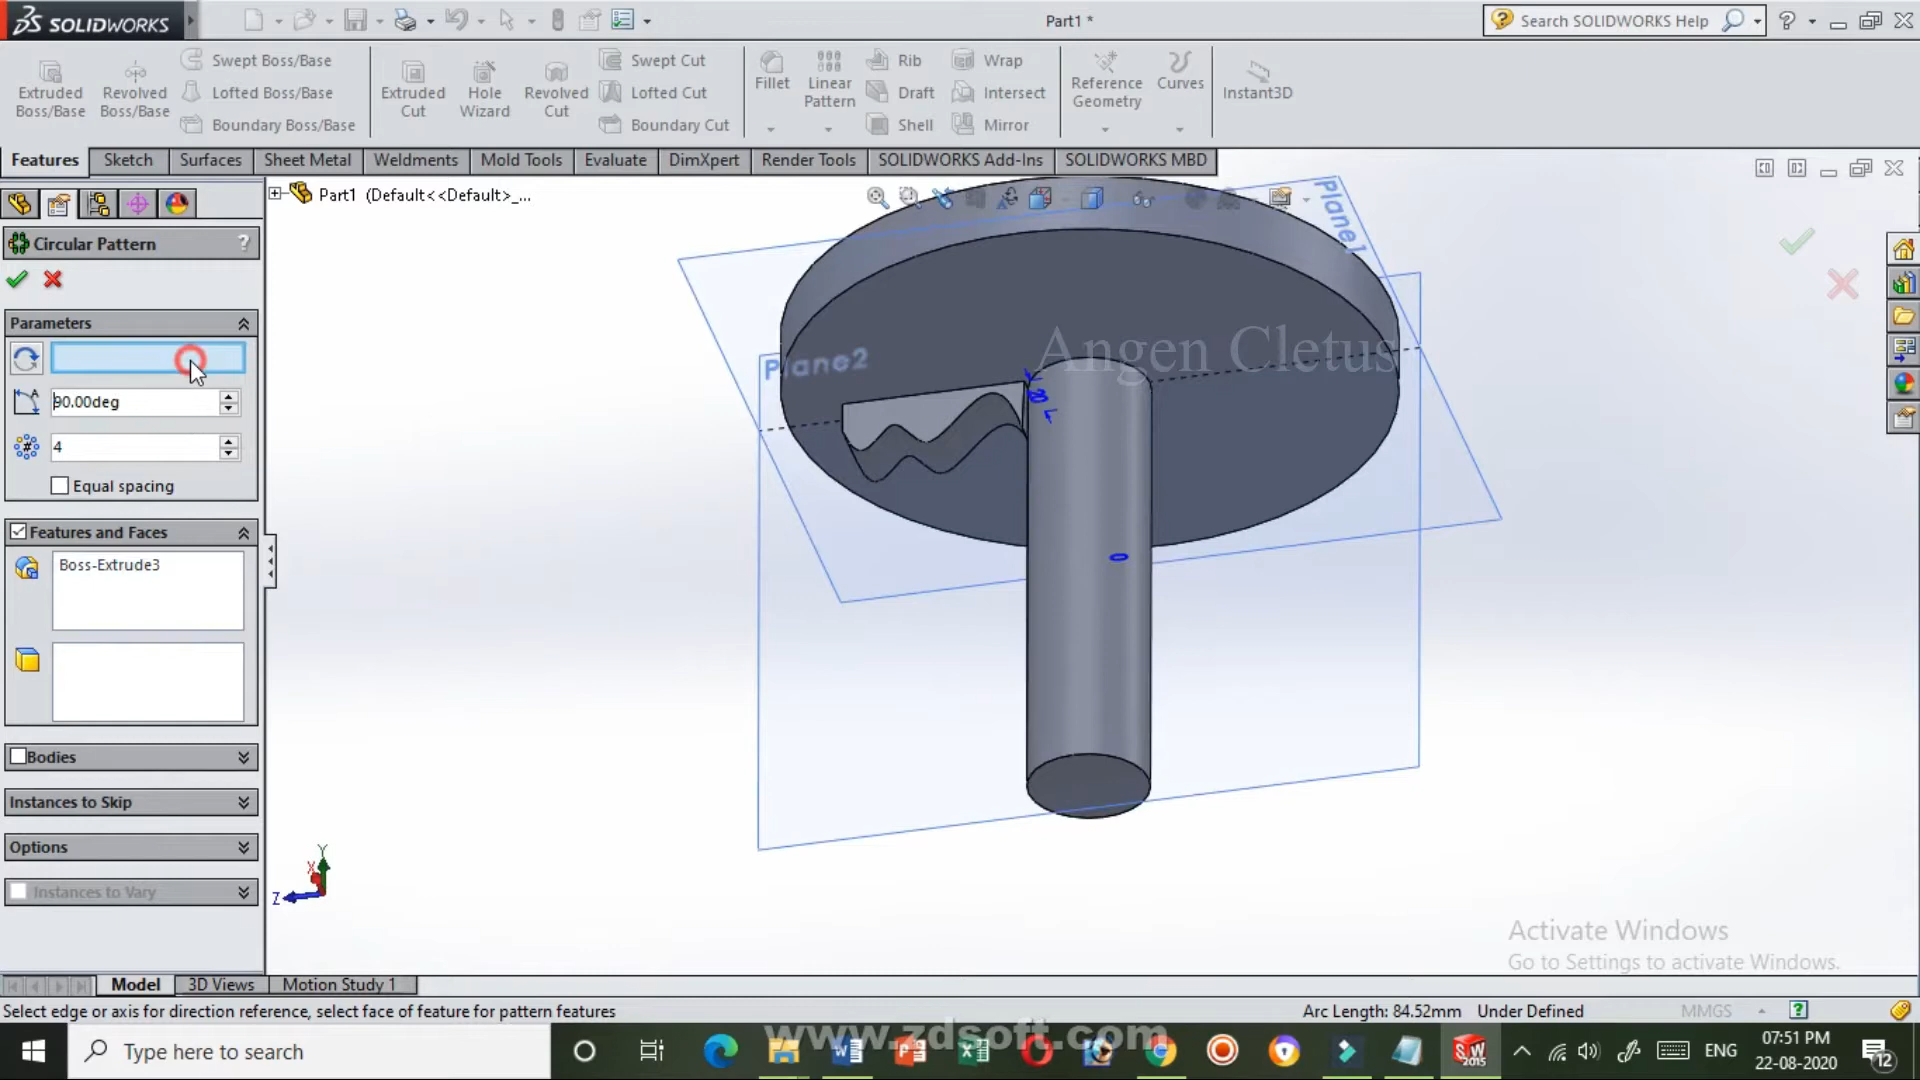 SOLIDWORKS
Part1 *
Search SOLIDWORKS Help
Extruded Boss/Base
Revolved Boss/Base
Swept Boss/Base
Lofted Boss/Base
Boundary Boss/Base
Extruded Cut
Hole Wizard
Revolved Cut
Swept Cut
Lofted Cut
Boundary Cut
Fillet
Linear Pattern
Rib
Draft
Shell
Wrap
Intersect
Mirror
Reference Geometry
Curves
Instant3D
Features
Sketch
Surfaces
Sheet Metal
Weldments
Mold Tools
Evaluate
DimXpert
Render Tools
SOLIDWORKS Add-Ins
SOLIDWORKS MBD
Part1 (Default<<Default>_...
Circular Pattern
?
Parameters
90.00deg
4
Equal spacing
Features and Faces
Boss-Extrude3
Bodies
Instances to Skip
Options
Instances to Vary
Plane1
Plane2
Angen Cletus
Y
X
Z
Activate Windows
Go to Settings to activate Windows.
Model
3D Views
Motion Study 1
Select edge or axis for direction reference, select face of feature for pattern features
Arc Length: 84.52mm
Under Defined
MMGS
www.zdsoft.com
Type here to search
ENG
07:51 PM
22-08-2020
12